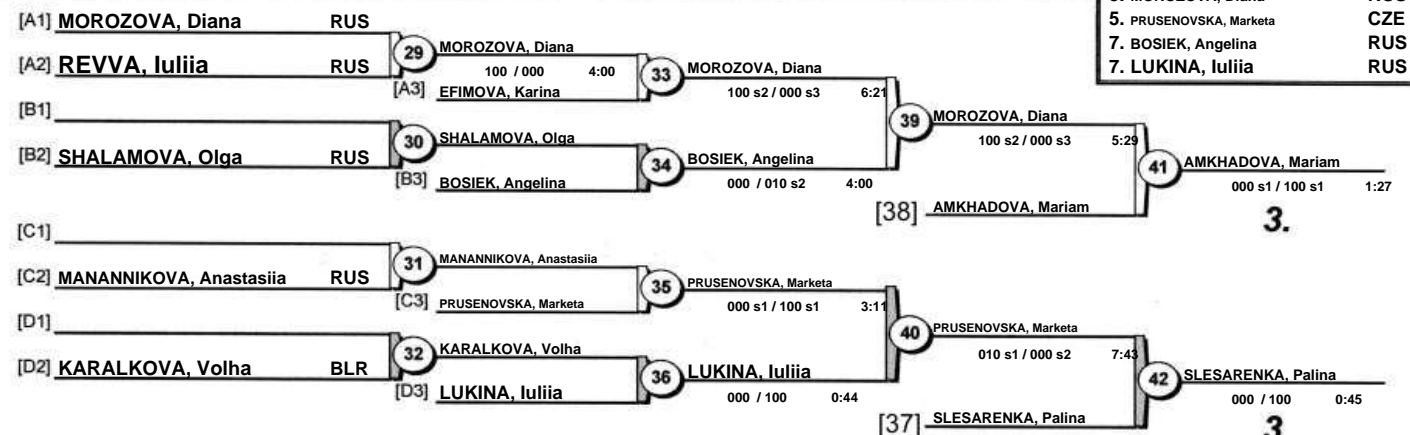 [A1] MOROZOVA, Diana RUS
[A2] REVVA, Iuliia RUS
29
MOROZOVA, Diana
100 / 000 4:00
[A3] EFIMOVA, Karina
33
MOROZOVA, Diana
100 s2 / 000 s3 6:21
[B1]
[B2] SHALAMOVA, Olga RUS
30
SHALAMOVA, Olga
[B3] BOSIEK, Angelina
34
BOSIEK, Angelina
000 / 010 s2 4:00
39
MOROZOVA, Diana
100 s2 / 000 s3 5:29
[38] AMKHADOVA, Mariam
41
AMKHADOVA, Mariam
000 s1 / 100 s1 1:27
3.
[C1]
[C2] MANANNIKOVA, Anastasiia RUS
31
MANANNIKOVA, Anastasiia
[C3] PRUSENOVSKA, Marketa
35
PRUSENOVSKA, Marketa
000 s1 / 100 s1 3:11
[D1]
[D2] KARALKOVA, Volha BLR
32
KARALKOVA, Volha
[D3] LUKINA, Iuliia
36
LUKINA, Iuliia
000 / 100 0:44
40
PRUSENOVSKA, Marketa
010 s1 / 000 s2 7:43
[37] SLESARENKA, Palina
42
SLESARENKA, Palina
000 / 100 0:45
3
5. PRUSENOVSKA, Marketa CZE
7. BOSIEK, Angelina RUS
7. LUKINA, Iuliia RUS